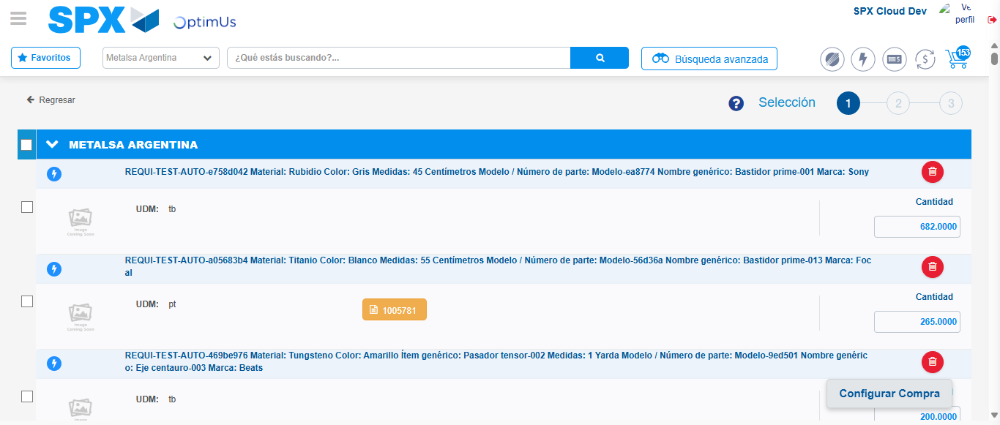 SPX OptimUs
SPX Cloud Dev
Ve
perfil
Favoritos
Metalsa Argentina
¿Qué estás buscando?...
Búsqueda avanzada
153
Regresar
? Selección 1 2 3
METALSA ARGENTINA
REQUI-TEST-AUTO-e758d042 Material: Rubidio Color: Gris Medidas: 45 Centímetros Modelo / Número de parte: Modelo-ea8774 Nombre genérico: Bastidor prime-001 Marca: Sony
Cantidad
UDM: tb
Image
Coming Soon
682.0000
REQUI-TEST-AUTO-a05683b4 Material: Titanio Color: Blanco Medidas: 55 Centímetros Modelo / Número de parte: Modelo-56d36a Nombre genérico: Bastidor prime-013 Marca: Foc
al
Cantidad
UDM: pt
1005781
Image
Coming Soon
265.0000
REQUI-TEST-AUTO-469be976 Material: Tungsteno Color: Amarillo Ítem genérico: Pasador tensor-002 Medidas: 1 Yarda Modelo / Número de parte: Modelo-9ed501 Nombre genéric
o: Eje centauro-003 Marca: Beats
Configurar Compra
UDM: tb
200.0000